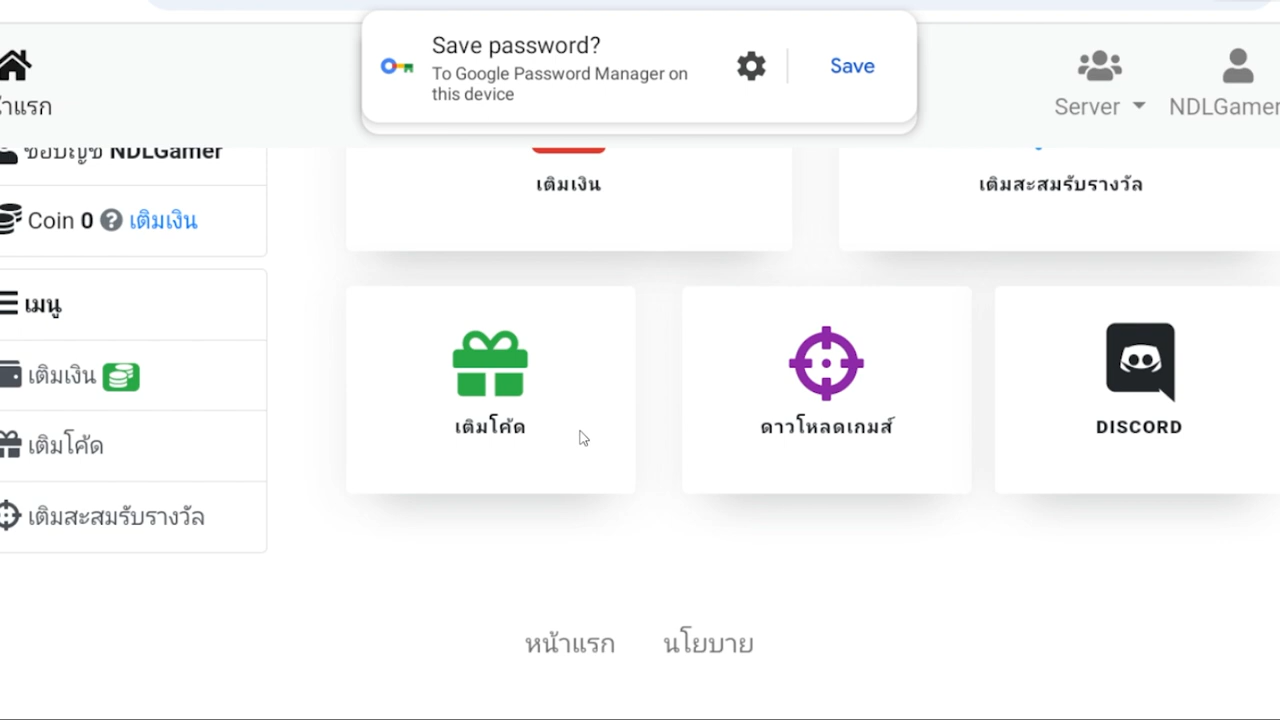 Save password?
To Google Password Manager on
this device
Save
Server
NDLGamer
ชื่อบัญชี NDLGamer
Coin 0 เติมเงิน
เมนู
เติมเงิน
เติมโค้ด
เติมสะสมรับรางวัล
เติมเงิน
เติมสะสมรับรางวัล
เติมโค้ด
ดาวโหลดเกมส์
DISCORD
หน้าแรก นโยบาย